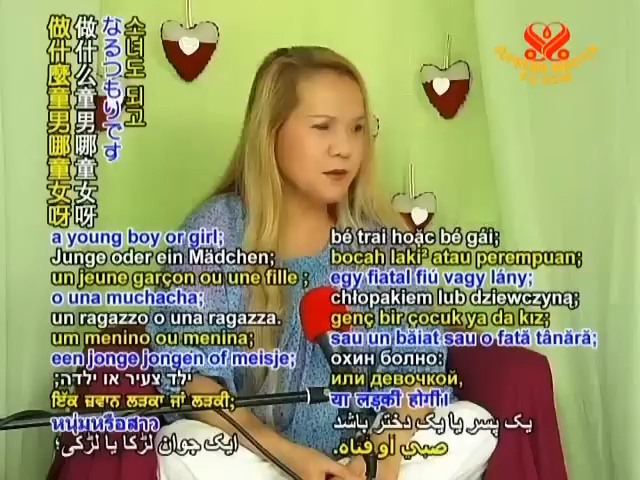 소녀도 되고
なるつもりです
做什么童男哪童女呀
做什麼童男哪童女呀
a young boy or girl;
Junge oder ein Mädchen;
un jeune garçon ou une fille ;
o una muchacha;
un ragazzo o una ragazza.
um menino ou menina;
een jonge jongen of meisje;
ילד צעיר או ילדה;
ਇੱਕ ਜ਼ਵਾਨ ਲੜਕਾ ਜਾਂ ਲੜਕੀ;
หนุ่มหรือสาว
ایک جوان لڑکا یا لڑکی؛
bé trai hoặc bé gái;
bocah laki² atau perempuan;
egy fiatal fiú vagy lány;
chłopakiem lub dziewczyną;
genç bir çocuk ya da kız;
sau un băiat sau o fată tânără;
охин болно:
или девочкой,
या लड़की होगी।
یک پسر یا یک دختر باشد
صبي او فتاه.